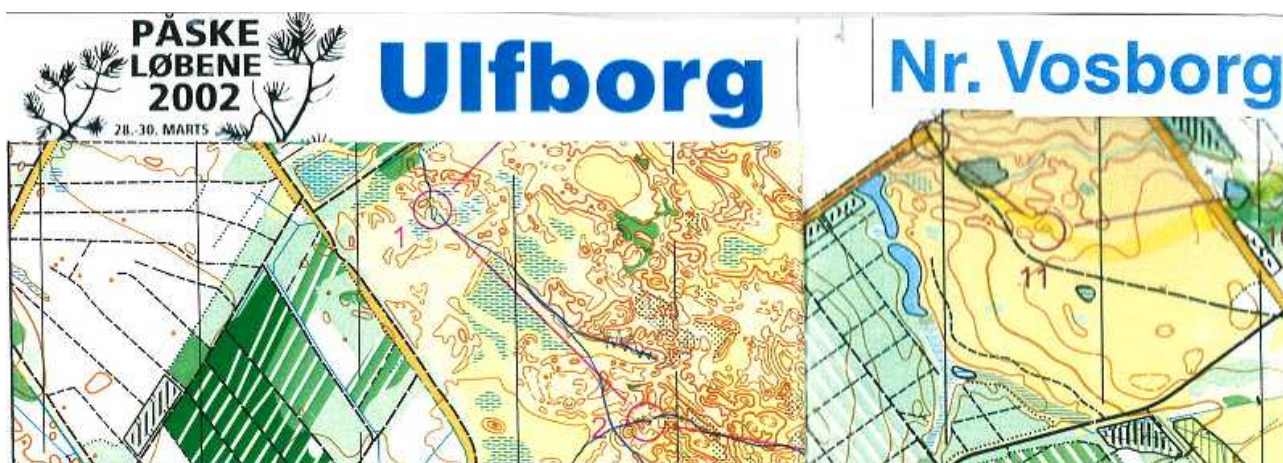 PÅSKE
LØBENE
2002
28.-30. MARTS
Ulfborg
Nr. Vosborg
1
2
11